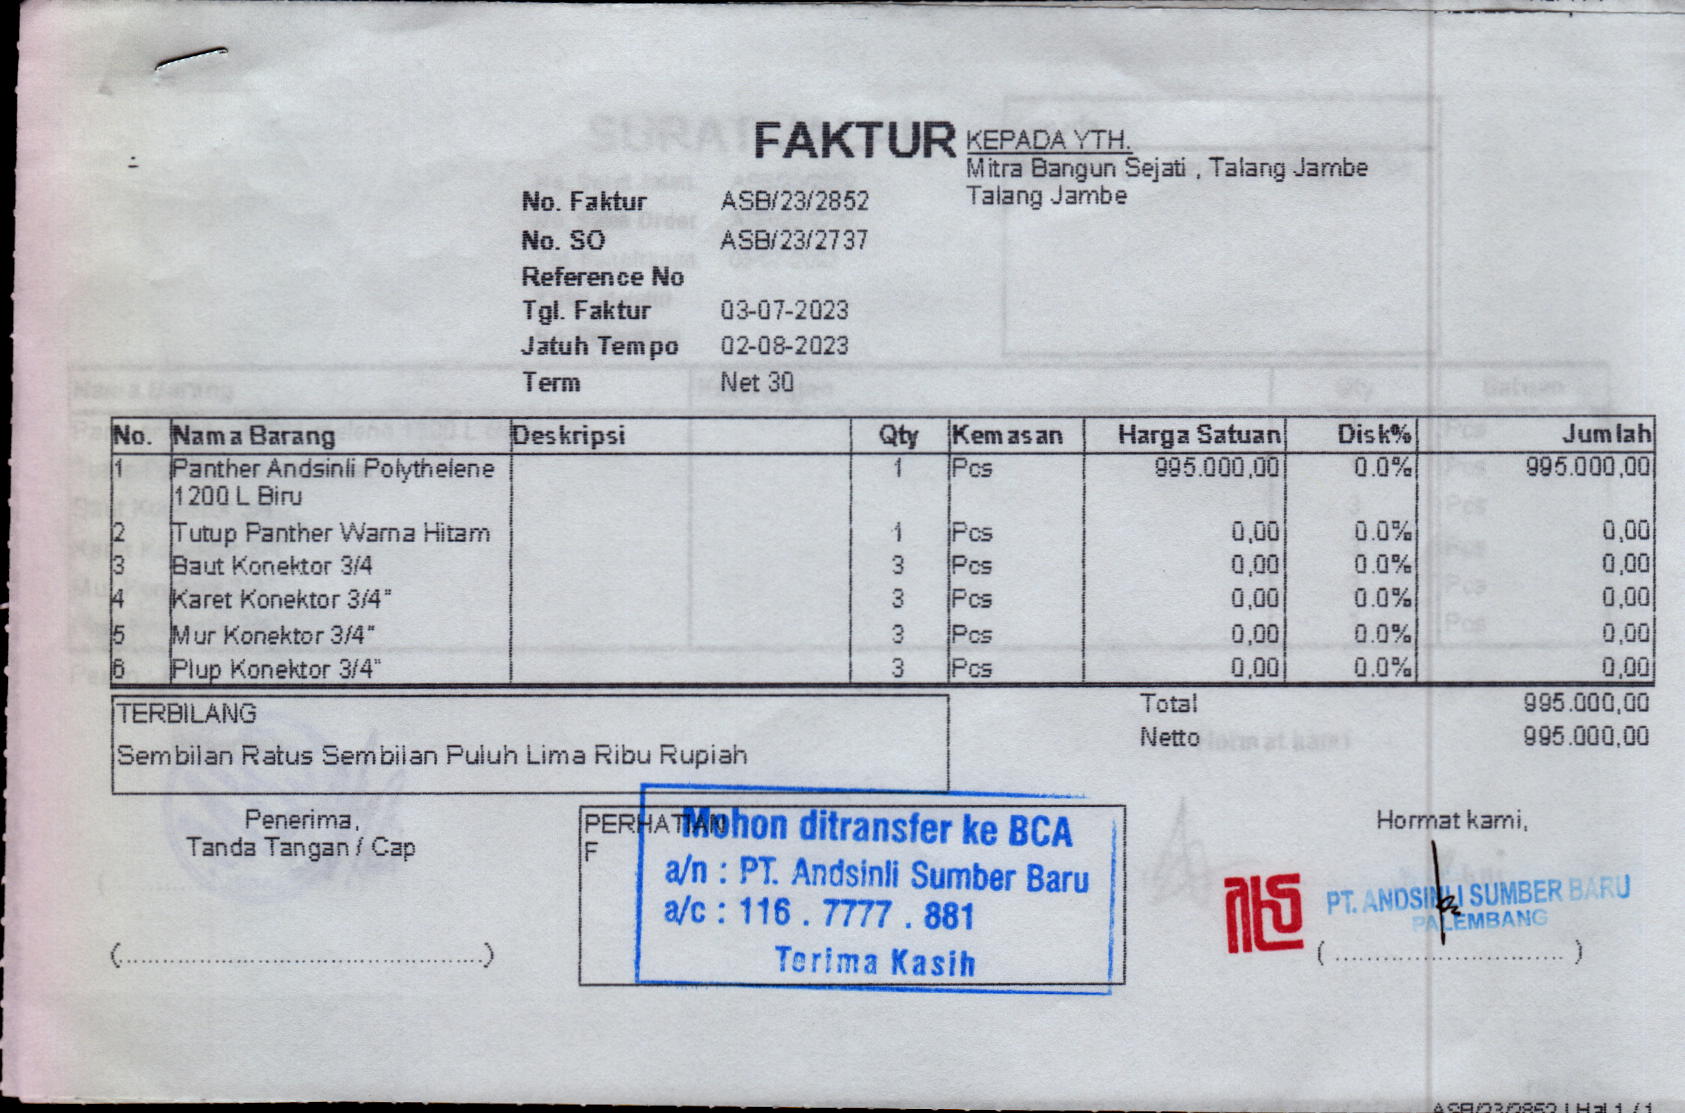 FAKTUR
KEPADA YTH.
Mitra Bangun Sejati , Talang Jambe
Talang Jambe
No. Faktur ASB/23/2852
No. SO ASB/23/2737
Reference No
Tgl. Faktur 03-07-2023
Jatuh Tempo 02-08-2023
Term Net 30
No. Nama Barang Deskripsi Qty Kemasan Harga Satuan Disk% Jumlah
1 Panther Andsinli Polythelene 1 Pcs 995.000,00 0.0% 995.000,00
1200 L Biru
2 Tutup Panther Warna Hitam 1 Pcs 0,00 0.0% 0,00
3 Baut Konektor 3/4 3 Pcs 0,00 0.0% 0,00
4 Karet Konektor 3/4" 3 Pcs 0,00 0.0% 0,00
5 Mur Konektor 3/4" 3 Pcs 0,00 0.0% 0,00
6 Plup Konektor 3/4" 3 Pcs 0,00 0.0% 0,00
Total 995.000,00
Netto 995.000,00
TERBILANG
Sembilan Ratus Sembilan Puluh Lima Ribu Rupiah
Penerima,
Tanda Tangan / Cap
(....................................................)
PERHATIAN
F
Mohon ditransfer ke BCA
a/n : PT. Andsinli Sumber Baru
a/c : 116 . 7777 . 881
Terima Kasih
Hormat kami,
PT. ANDSINLI SUMBER BARU
PALEMBANG
( ................................ )
ASB/23/2852 | Hal 1 / 1